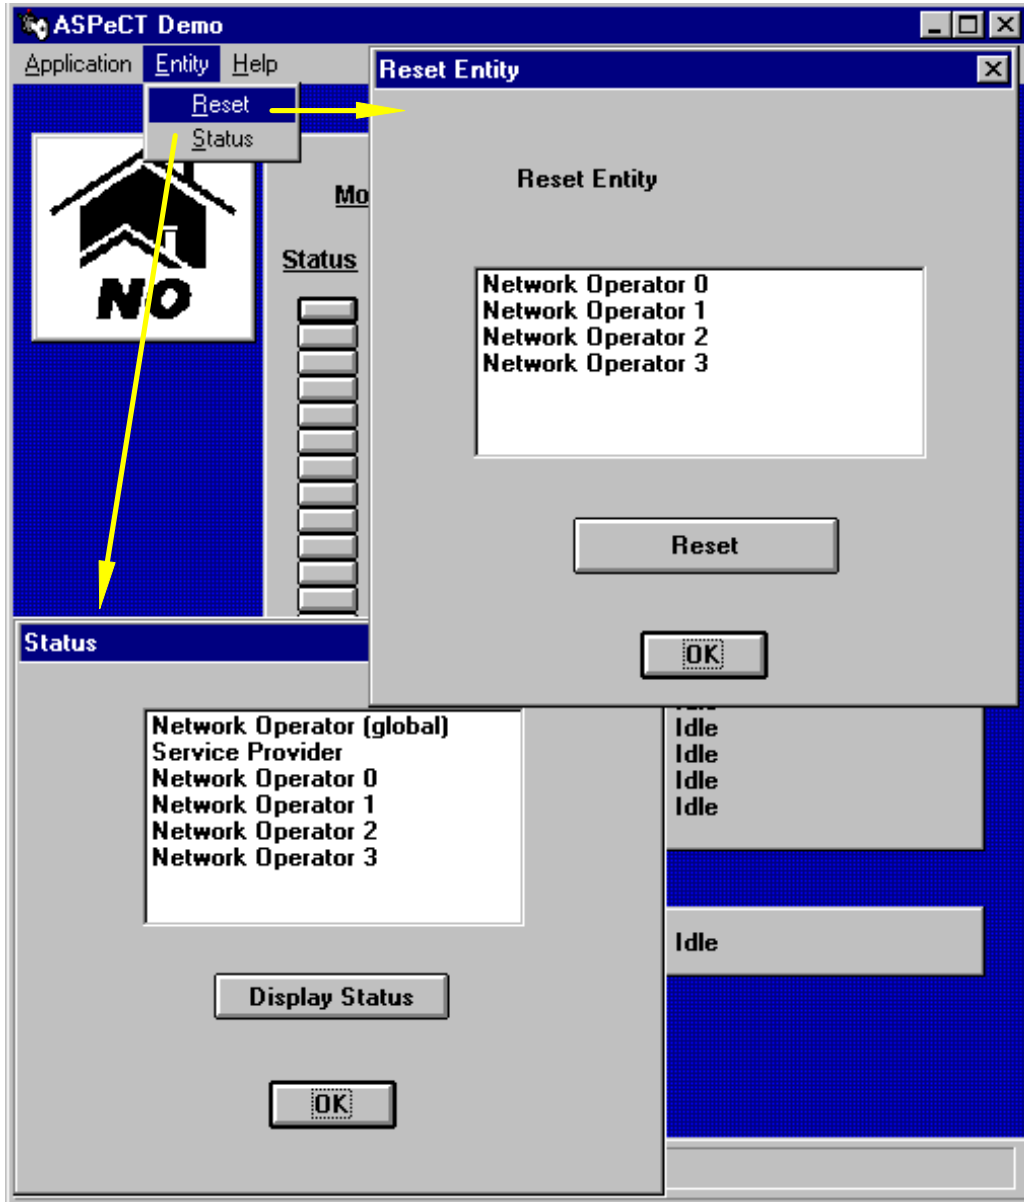 ASPeCT Demo
Application Entity Help
Reset
Status
NO
Mo
Status
Reset Entity
Reset Entity
Network Operator 0
Network Operator 1
Network Operator 2
Network Operator 3
Reset
OK
Status
Network Operator (global)
Service Provider
Network Operator 0
Network Operator 1
Network Operator 2
Network Operator 3
Display Status
OK
Idle
Idle
Idle
Idle
Idle